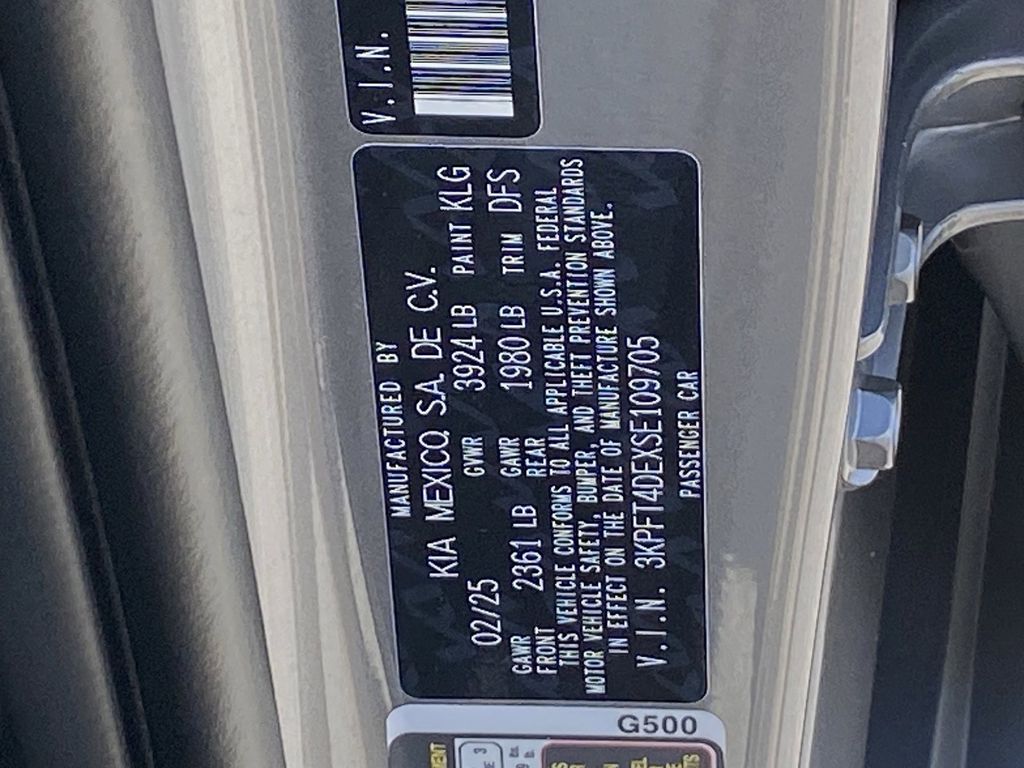 V.I.N.
MANUFACTURED BY
KIA MEXICO, S.A. DE C.V.
02/25 GVWR 3924 LB PAINT KLG
GAWR FRONT 2361 LB GAWR REAR 1980 LB TRIM DFS
THIS VEHICLE CONFORMS TO ALL APPLICABLE U.S.A. FEDERAL
MOTOR VEHICLE SAFETY, BUMPER, AND THEFT PREVENTION STANDARDS
IN EFFECT ON THE DATE OF MANUFACTURE SHOWN ABOVE.
V.I.N. 3KPFT4DEXSE109705
PASSENGER CAR
G500